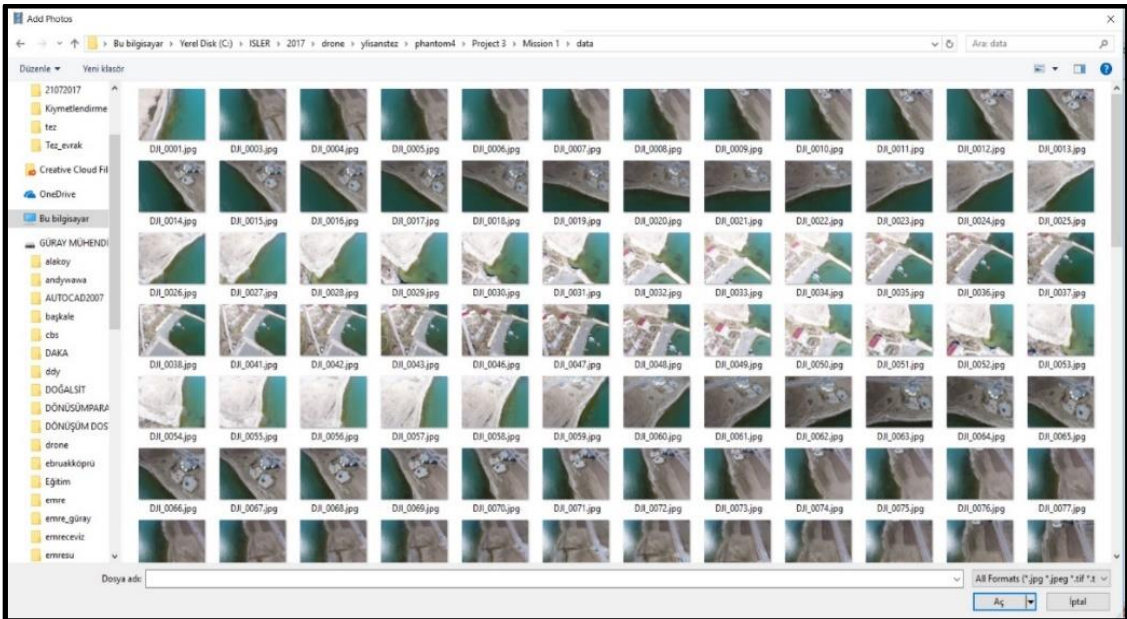 Add Photos
Bu bilgisayar > Yerel Disk (C:) > ISLER > 2017 > drone > ylisanstez > phantom4 > Project 3 > Mission 1 > data
Ara: data
Düzenle
Yeni klasör
21072017
Kıymetlendirme
tez
Tez_evrak
Creative Cloud Fil
OneDrive
Bu bilgisayar
GÜRAY MÜHENDİ
alakoy
andywawa
AUTOCAD2007
başkale
cbs
DAKA
ddy
DOĞALSİT
DÖNÜSÜMPARA
DÖNÜŞÜM DOS
drone
ebruakköprü
Eğitim
emre
emre_güray
emreceviz
emresu
DJI_0001.jpg DJI_0003.jpg DJI_0004.jpg DJI_0005.jpg DJI_0006.jpg DJI_0007.jpg DJI_0008.jpg DJI_0009.jpg DJI_0010.jpg DJI_0011.jpg DJI_0012.jpg DJI_0013.jpg
DJI_0014.jpg DJI_0015.jpg DJI_0016.jpg DJI_0017.jpg DJI_0018.jpg DJI_0019.jpg DJI_0020.jpg DJI_0021.jpg DJI_0022.jpg DJI_0023.jpg DJI_0024.jpg DJI_0025.jpg
DJI_0026.jpg DJI_0027.jpg DJI_0028.jpg DJI_0029.jpg DJI_0030.jpg DJI_0031.jpg DJI_0032.jpg DJI_0033.jpg DJI_0034.jpg DJI_0035.jpg DJI_0036.jpg DJI_0037.jpg
DJI_0038.jpg DJI_0041.jpg DJI_0042.jpg DJI_0043.jpg DJI_0046.jpg DJI_0047.jpg DJI_0048.jpg DJI_0049.jpg DJI_0050.jpg DJI_0051.jpg DJI_0052.jpg DJI_0053.jpg
DJI_0054.jpg DJI_0055.jpg DJI_0056.jpg DJI_0057.jpg DJI_0058.jpg DJI_0059.jpg DJI_0060.jpg DJI_0061.jpg DJI_0062.jpg DJI_0063.jpg DJI_0064.jpg DJI_0065.jpg
DJI_0066.jpg DJI_0067.jpg DJI_0068.jpg DJI_0069.jpg DJI_0070.jpg DJI_0071.jpg DJI_0072.jpg DJI_0073.jpg DJI_0074.jpg DJI_0075.jpg DJI_0076.jpg DJI_0077.jpg
Dosya adı:
All Formats (*.jpg *.jpeg *.tif *.t
Aç
İptal